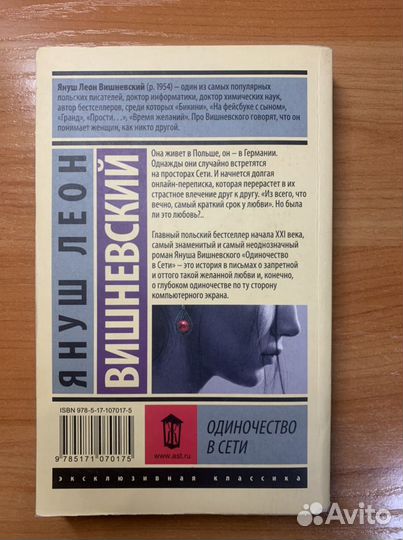 Януш Леон Вишневский (р. 1954) – один из самых популярных
польских писателей, доктор информатики, доктор химических наук,
автор бестселлеров, среди которых «Бикини», «На фейсбуке с сыном»,
«Гранд», «Прости…», «Время желаний». Про Вишневского говорят, что он
понимает женщин, как никто другой.
ЯНУШ ЛЕОН
ВИШНЕВСКИЙ
Она живет в Польше, он – в Германии.
Однажды они случайно встретятся
на просторах Сети. И начнется долгая
онлайн-переписка, которая перерастет в их
страстное влечение друг к другу. «Из всего, что
вечно, самый краткий срок у любви». Но была
ли это любовь?..
Главный польский бестселлер начала XXI века,
самый знаменитый и самый неоднозначный
роман Януша Вишневского «Одиночество
в Сети» – это история в письмах о запретной
и оттого такой желанной любви и, конечно,
о глубоком одиночестве по ту сторону
компьютерного экрана.
ISBN 978-5-17-107017-5
9 785171 070175
www.ast.ru
ОДИНОЧЕСТВО
В СЕТИ
эксклюзивная классика
Avito